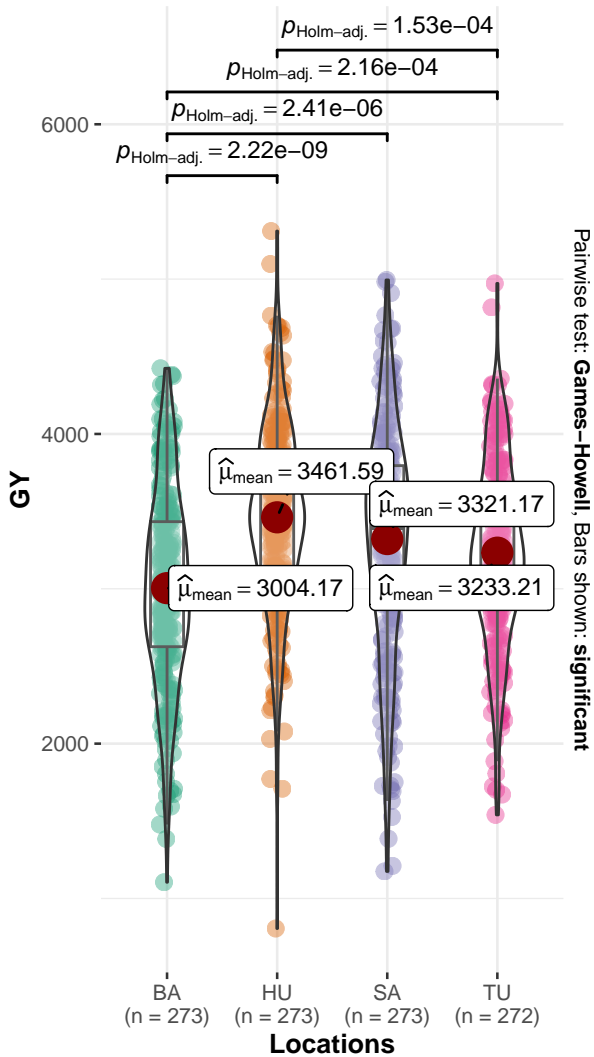 pHolm−adj. = 1.53e−04
pHolm−adj. = 2.16e−04
pHolm−adj. = 2.41e−06
pHolm−adj. = 2.22e−09
6000
4000
2000
GY
μ̂mean = 3461.59
μ̂mean = 3321.17
μ̂mean = 3004.17
μ̂mean = 3233.21
Pairwise test: Games−Howell, Bars shown: significant
BA HU SA TU
(n = 273) (n = 273) (n = 273) (n = 272)
Locations